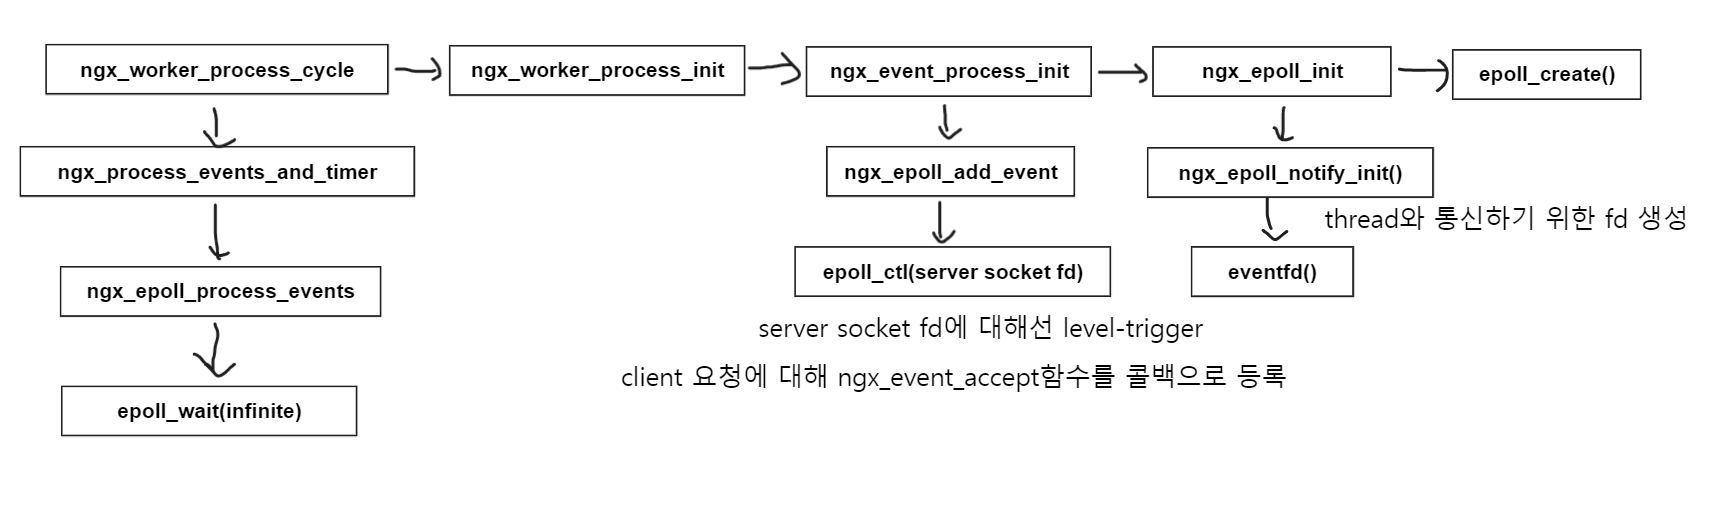 ngx_worker_process_cycle
ngx_worker_process_init
ngx_event_process_init
ngx_epoll_init
epoll_create()
ngx_process_events_and_timer
ngx_epoll_add_event
ngx_epoll_notify_init()
thread와 통신하기 위한 fd 생성
ngx_epoll_process_events
epoll_ctl(server socket fd)
eventfd()
server socket fd에 대해선 level-trigger
client 요청에 대해 ngx_event_accept함수를 콜백으로 등록
epoll_wait(infinite)